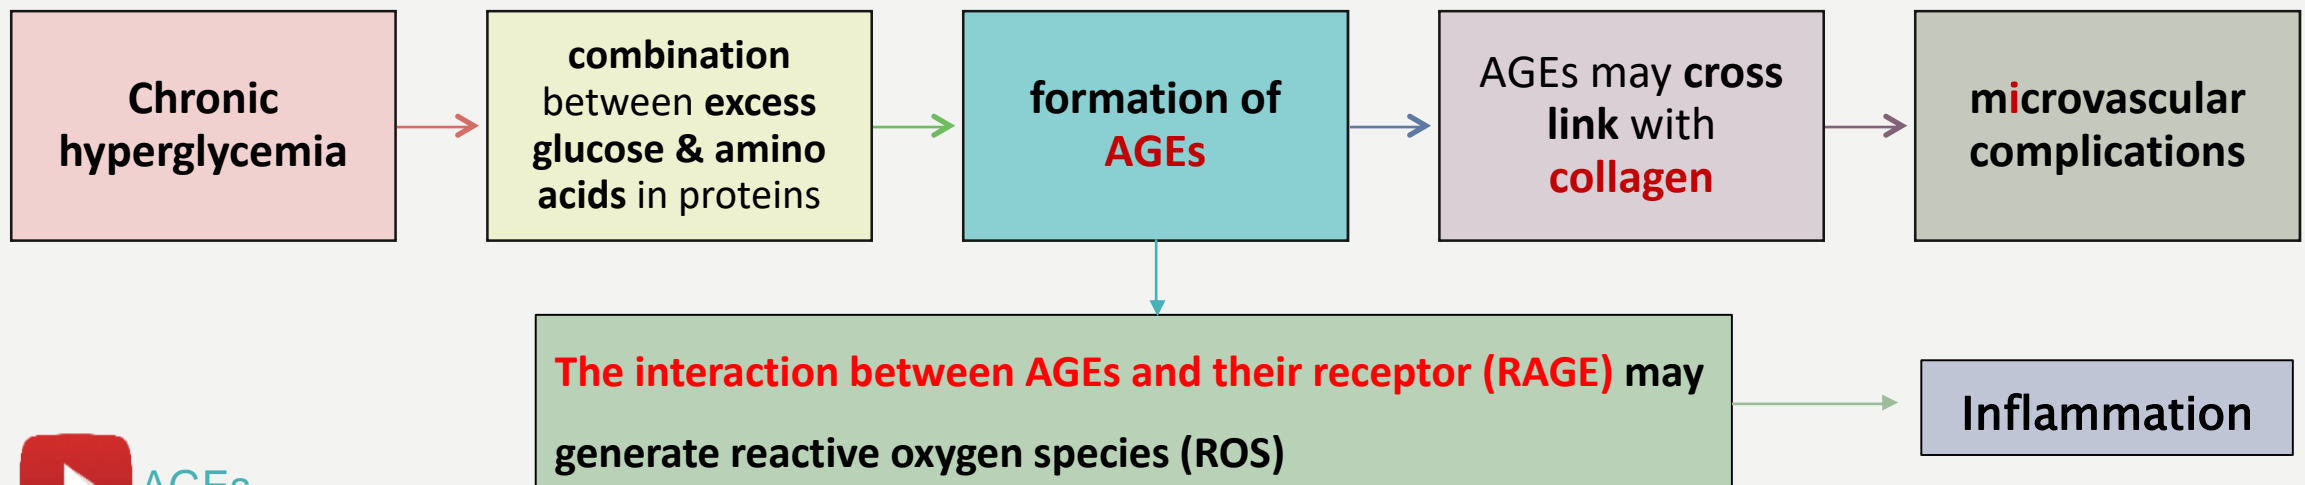 Chronic
hyperglycemia
combination
between excess
glucose & amino
acids in proteins
formation of
AGEs
AGEs may cross
link with
collagen
microvascular
complications
The interaction between AGEs and their receptor (RAGE) may
generate reactive oxygen species (ROS)
Inflammation
AGEs